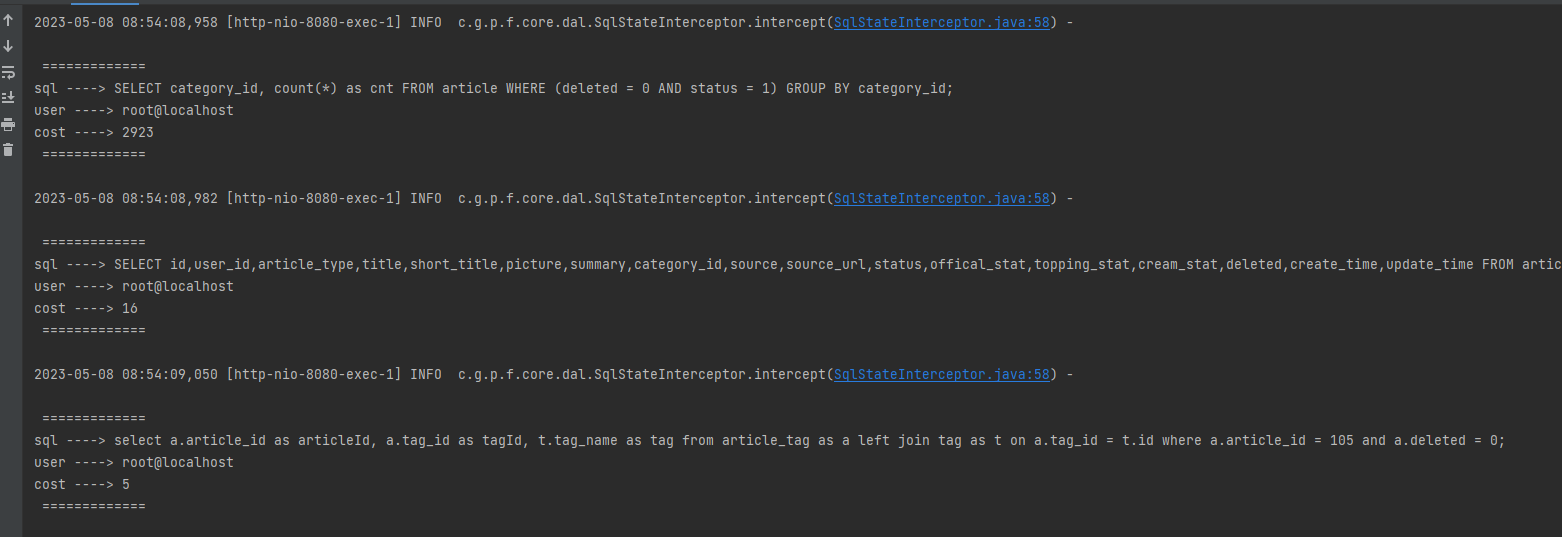 2023-05-08 08:54:08,958 [http-nio-8080-exec-1] INFO  c.g.p.f.core.dal.SqlStateInterceptor.intercept(SqlStateInterceptor.java:58) -
=============
sql ----> SELECT category_id, count(*) as cnt FROM article WHERE (deleted = 0 AND status = 1) GROUP BY category_id;
user ----> root@localhost
cost ----> 2923
=============
2023-05-08 08:54:08,982 [http-nio-8080-exec-1] INFO  c.g.p.f.core.dal.SqlStateInterceptor.intercept(SqlStateInterceptor.java:58) -
=============
sql ----> SELECT id,user_id,article_type,title,short_title,picture,summary,category_id,source,source_url,status,offical_stat,topping_stat,cream_stat,deleted,create_time,update_time FROM artic
user ----> root@localhost
cost ----> 16
=============
2023-05-08 08:54:09,050 [http-nio-8080-exec-1] INFO  c.g.p.f.core.dal.SqlStateInterceptor.intercept(SqlStateInterceptor.java:58) -
=============
sql ----> select a.article_id as articleId, a.tag_id as tagId, t.tag_name as tag from article_tag as a left join tag as t on a.tag_id = t.id where a.article_id = 105 and a.deleted = 0;
user ----> root@localhost
cost ----> 5
=============